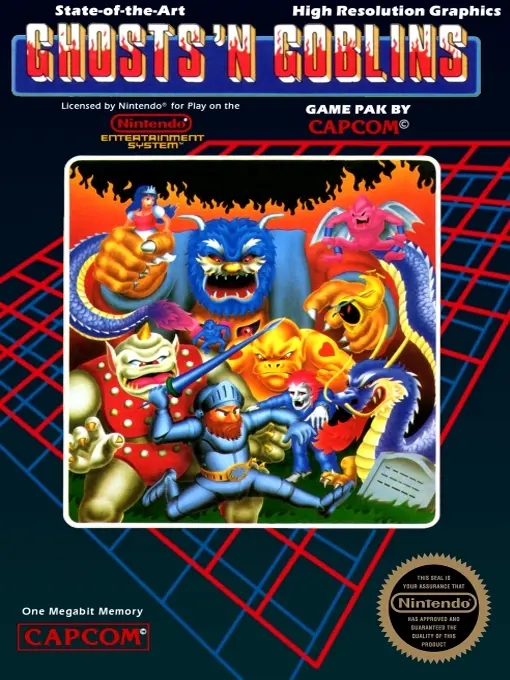 State-of-the-Art
High Resolution Graphics
GHOSTS'N GOBLINS
Licensed by Nintendo® for Play on the
Nintendo®
ENTERTAINMENT
SYSTEM™
GAME PAK BY
CAPCOM©
One Megabit Memory
CAPCOM©
THIS SEAL IS
YOUR ASSURANCE THAT
Nintendo®
HAS APPROVED AND
GUARANTEED THE
QUALITY OF THIS
PRODUCT